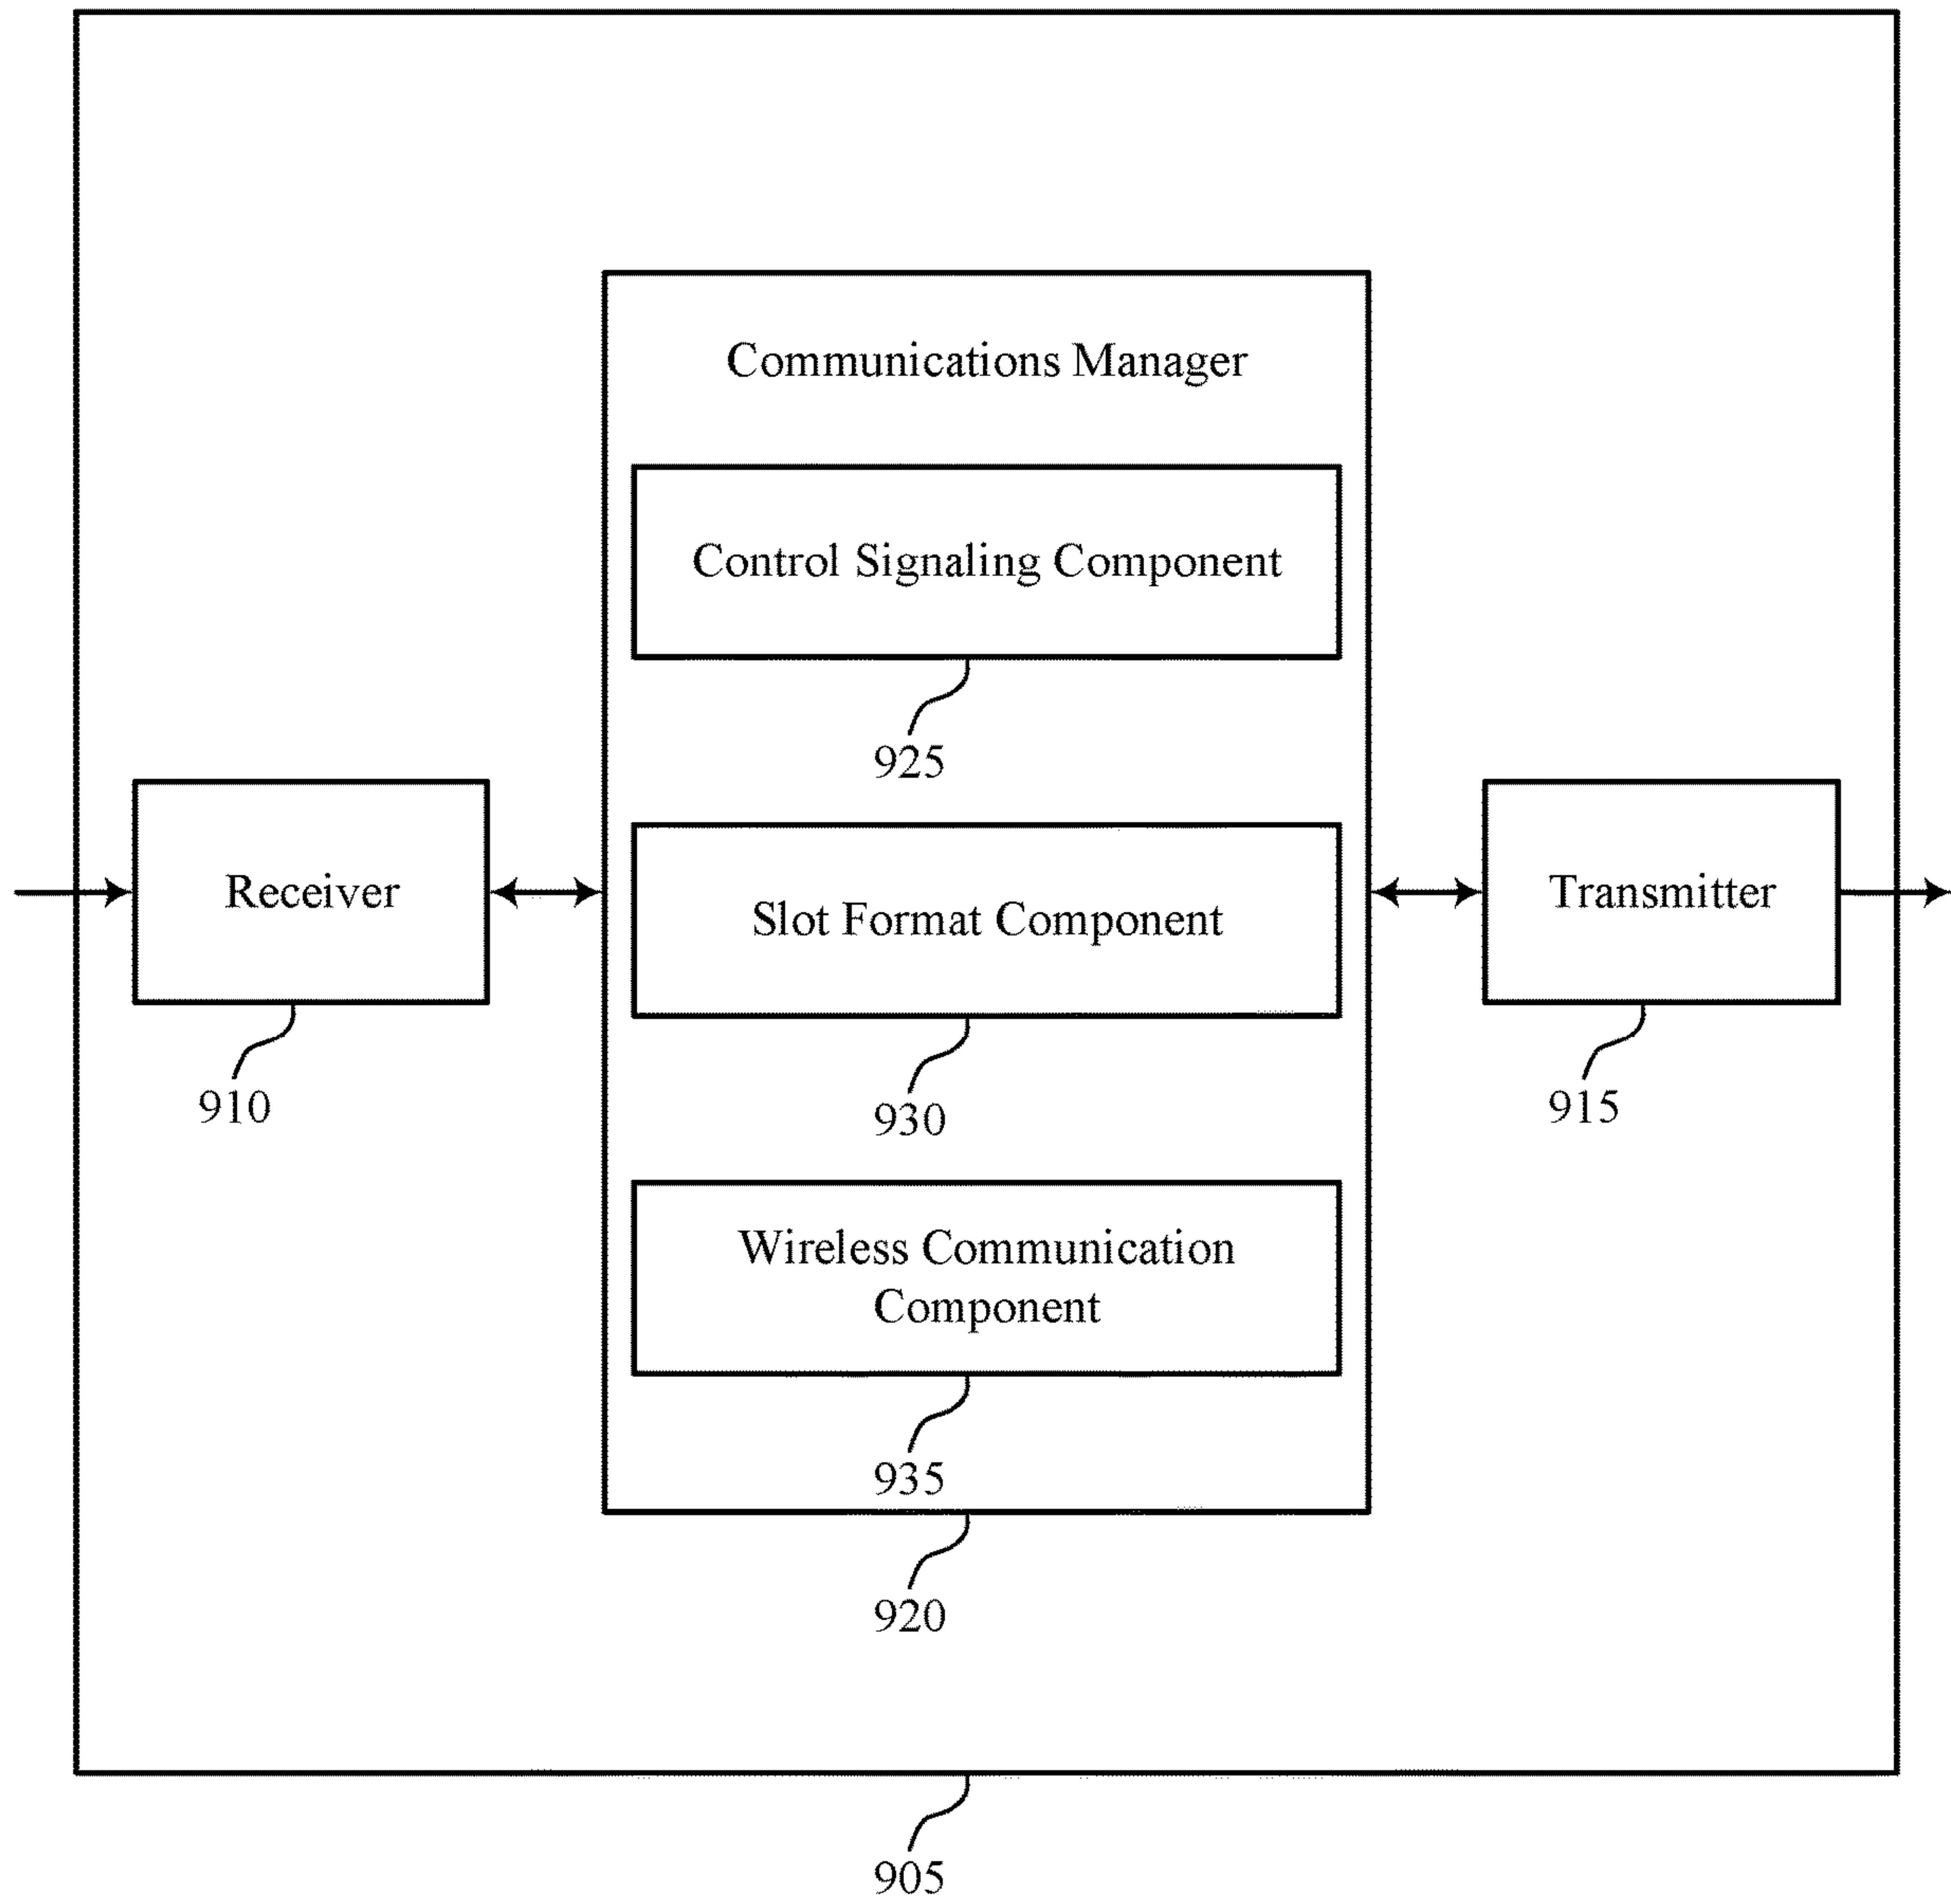 Communications Manager
Control Signaling Component
925
Receiver
910
Slot Format Component
930
Transmitter
915
Wireless Communication
Component
935
920
905